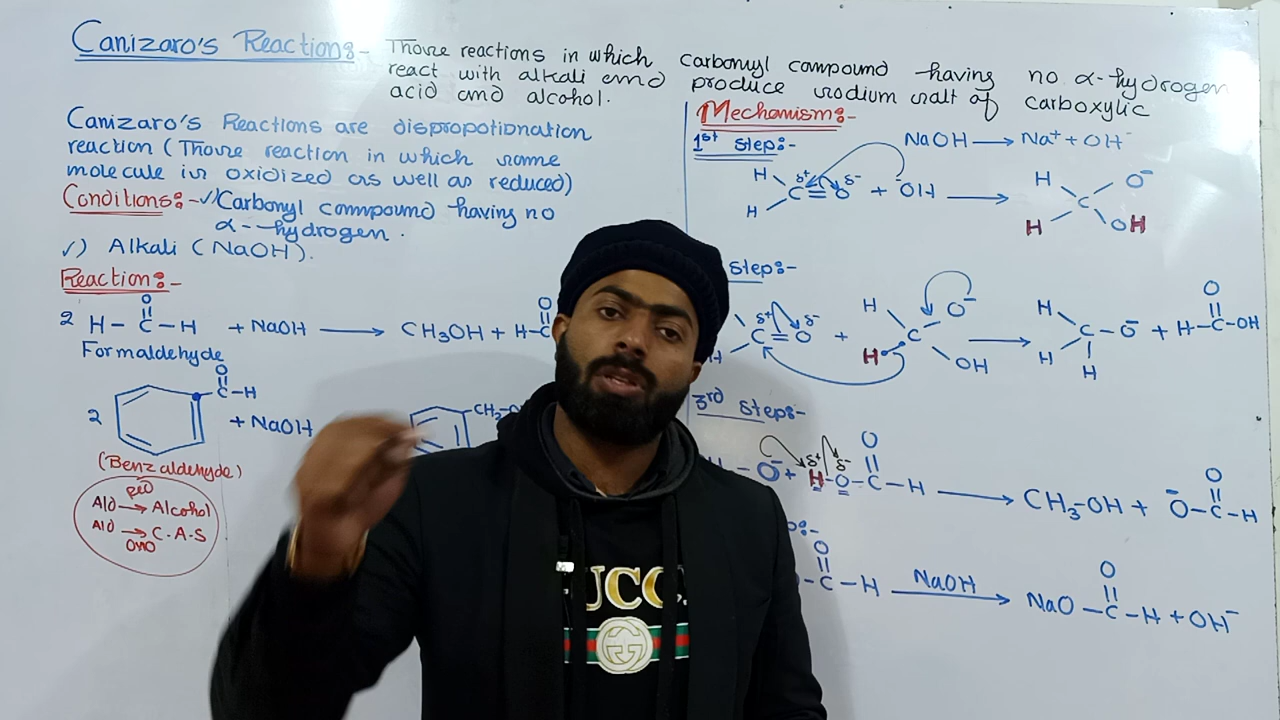 Canizaro's Reactions:- Those reactions in which carbonyl compound having no α-hydrogen
react with alkali and produce sodium salt of carboxylic
acid and alcohol.
Canizaro's Reactions are dispropotionation
reaction (Those reaction in which same
molecule is oxidized as well as reduced)
Conditions:- ✓) Carbonyl compound having no
α-hydrogen.
✓) Alkali (NaOH).
Reaction:-
2 H-C-H + NaOH → CH3OH + H-C
O O
Formaldehyde
O
C-H
2 + NaOH CH2-O
(Benzaldehyde)
Ald red → Alcohol
Ald → C.A.S
Mechanism:-
1st step:- NaOH → Na+ + OH-
H δ+ δ- H O-
C=O + -OH → C
H H OH
step:-
δ+ δ- H O- H O
C=O + C → C-O- + H-C-OH
H H OH H H
3rd step:-
O δ+ δ- O O
- O- + H-O-C-H → CH3-OH + -O-C-H
O O
-C-H NaOH → NaO-C-H + OH-
UCC